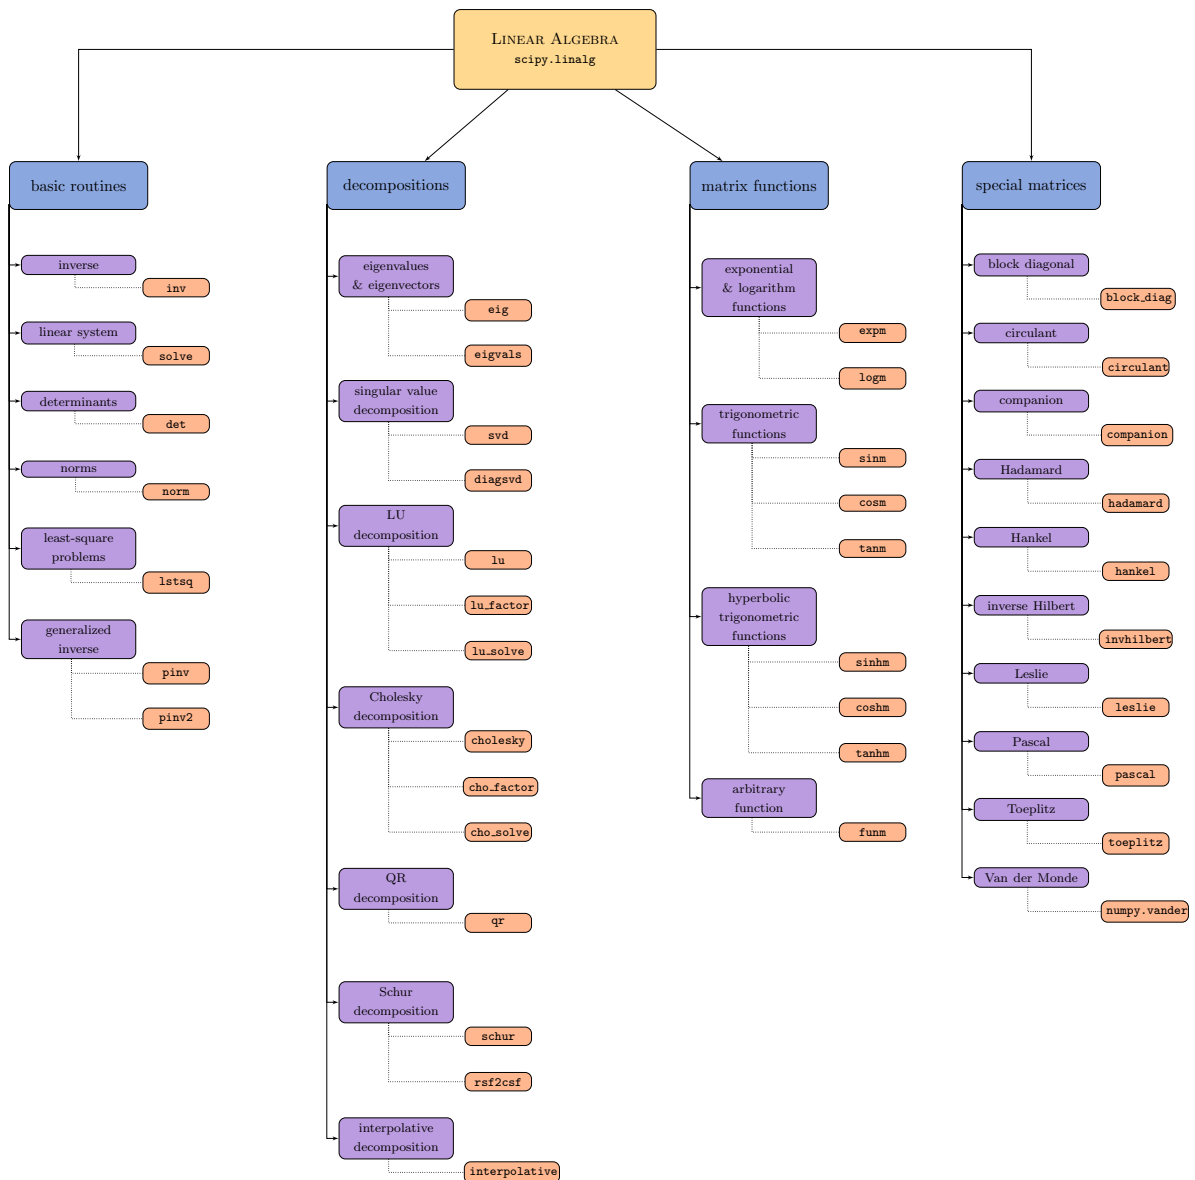 LINEAR ALGEBRA
scipy.linalg
basic routines
inverse
inv
linear system
solve
determinants
det
norms
norm
least-square
problems
lstsq
generalized
inverse
pinv
pinv2
decompositions
eigenvalues
& eigenvectors
eig
eigvals
singular value
decomposition
svd
diagsvd
LU
decomposition
lu
lu_factor
lu_solve
Cholesky
decomposition
cholesky
cho_factor
cho_solve
QR
decomposition
qr
Schur
decomposition
schur
rsf2csf
interpolative
decomposition
interpolative
matrix functions
exponential
& logarithm
functions
expm
logm
trigonometric
functions
sinm
cosm
tanm
hyperbolic
trigonometric
functions
sinhm
coshm
tanhm
arbitrary
function
funm
special matrices
block diagonal
block_diag
circulant
circulant
companion
companion
Hadamard
hadamard
Hankel
hankel
inverse Hilbert
invhilbert
Leslie
leslie
Pascal
pascal
Toeplitz
toeplitz
Van der Monde
numpy.vander